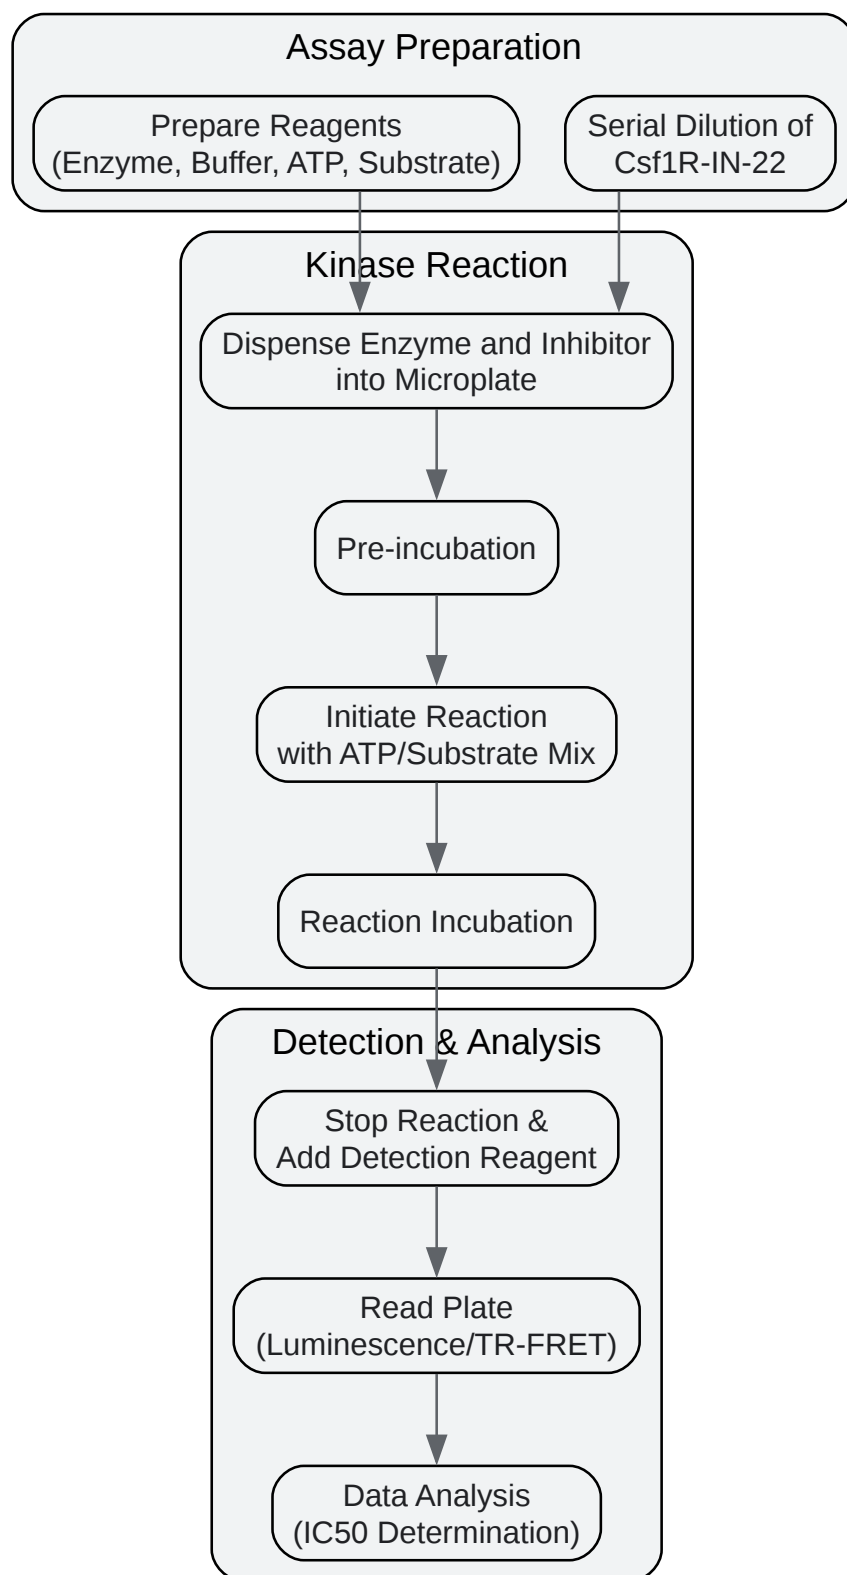 Assay Preparation
Prepare Reagents
(Enzyme, Buffer, ATP, Substrate)
Serial Dilution of
Csf1R-IN-22
Kinase Reaction
Dispense Enzyme and Inhibitor
into Microplate
Pre-incubation
Initiate Reaction
with ATP/Substrate Mix
Reaction Incubation
Detection & Analysis
Stop Reaction &
Add Detection Reagent
Read Plate
(Luminescence/TR-FRET)
Data Analysis
(IC50 Determination)